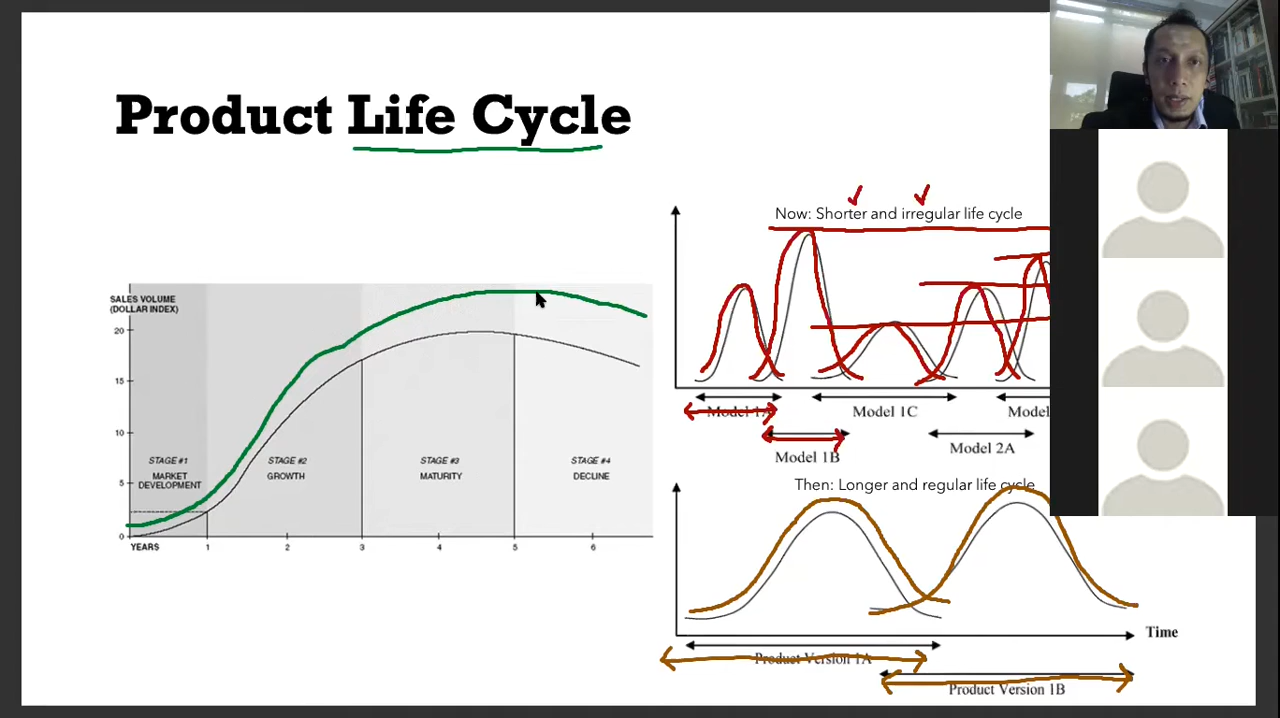 Product Life Cycle
SALES VOLUME
(DOLLAR INDEX)
20
15
10
5
0
STAGE #1
MARKET
DEVELOPMENT
STAGE #2
GROWTH
STAGE #3
MATURITY
STAGE #4
DECLINE
YEARS 1 2 3 4 5 6
Now: Shorter and irregular life cycle
Model 1A
Model 1C
Model
Model 1B
Model 2A
Then: Longer and regular life cycle
Time
Product Version 1A
Product Version 1B